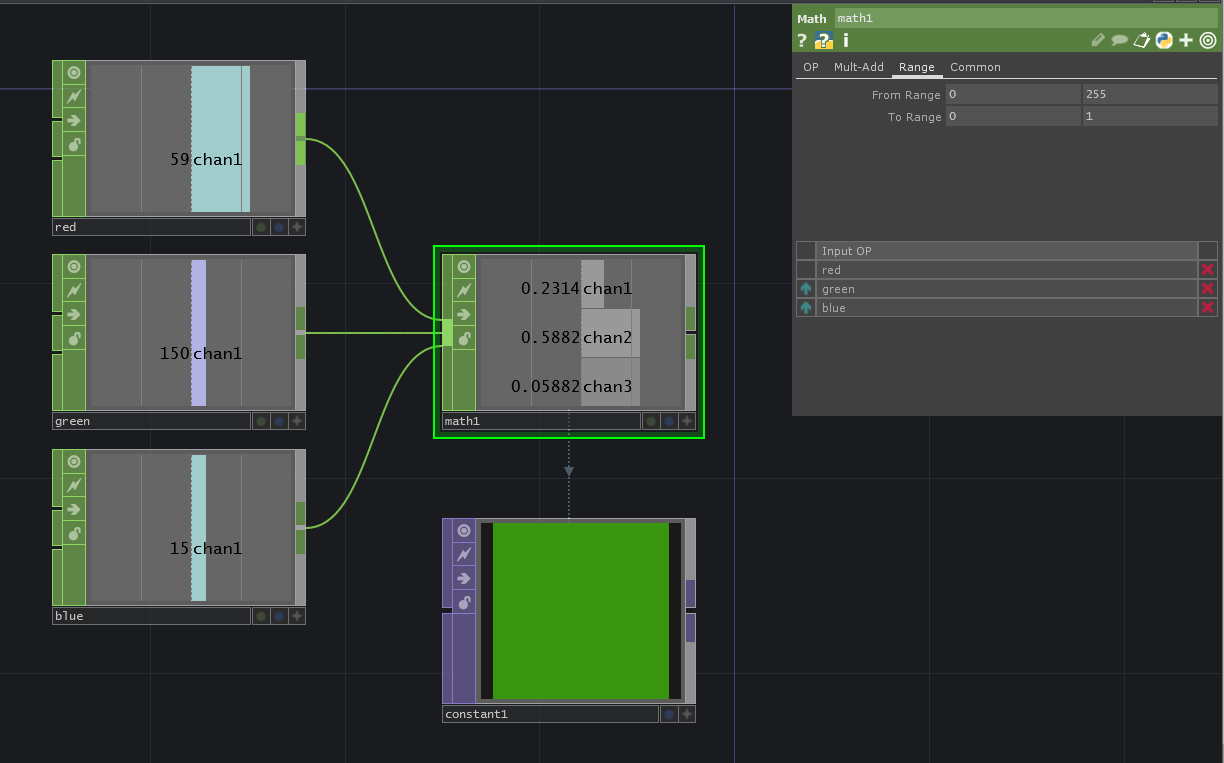 59 chan1
red
150 chan1
green
15 chan1
blue
0.2314 chan1
0.5882 chan2
0.05882 chan3
math1
constant1
Math math1
? ? i
OP Mult-Add Range Common
From Range 0 255
To Range 0 1
Input OP
red
green
blue